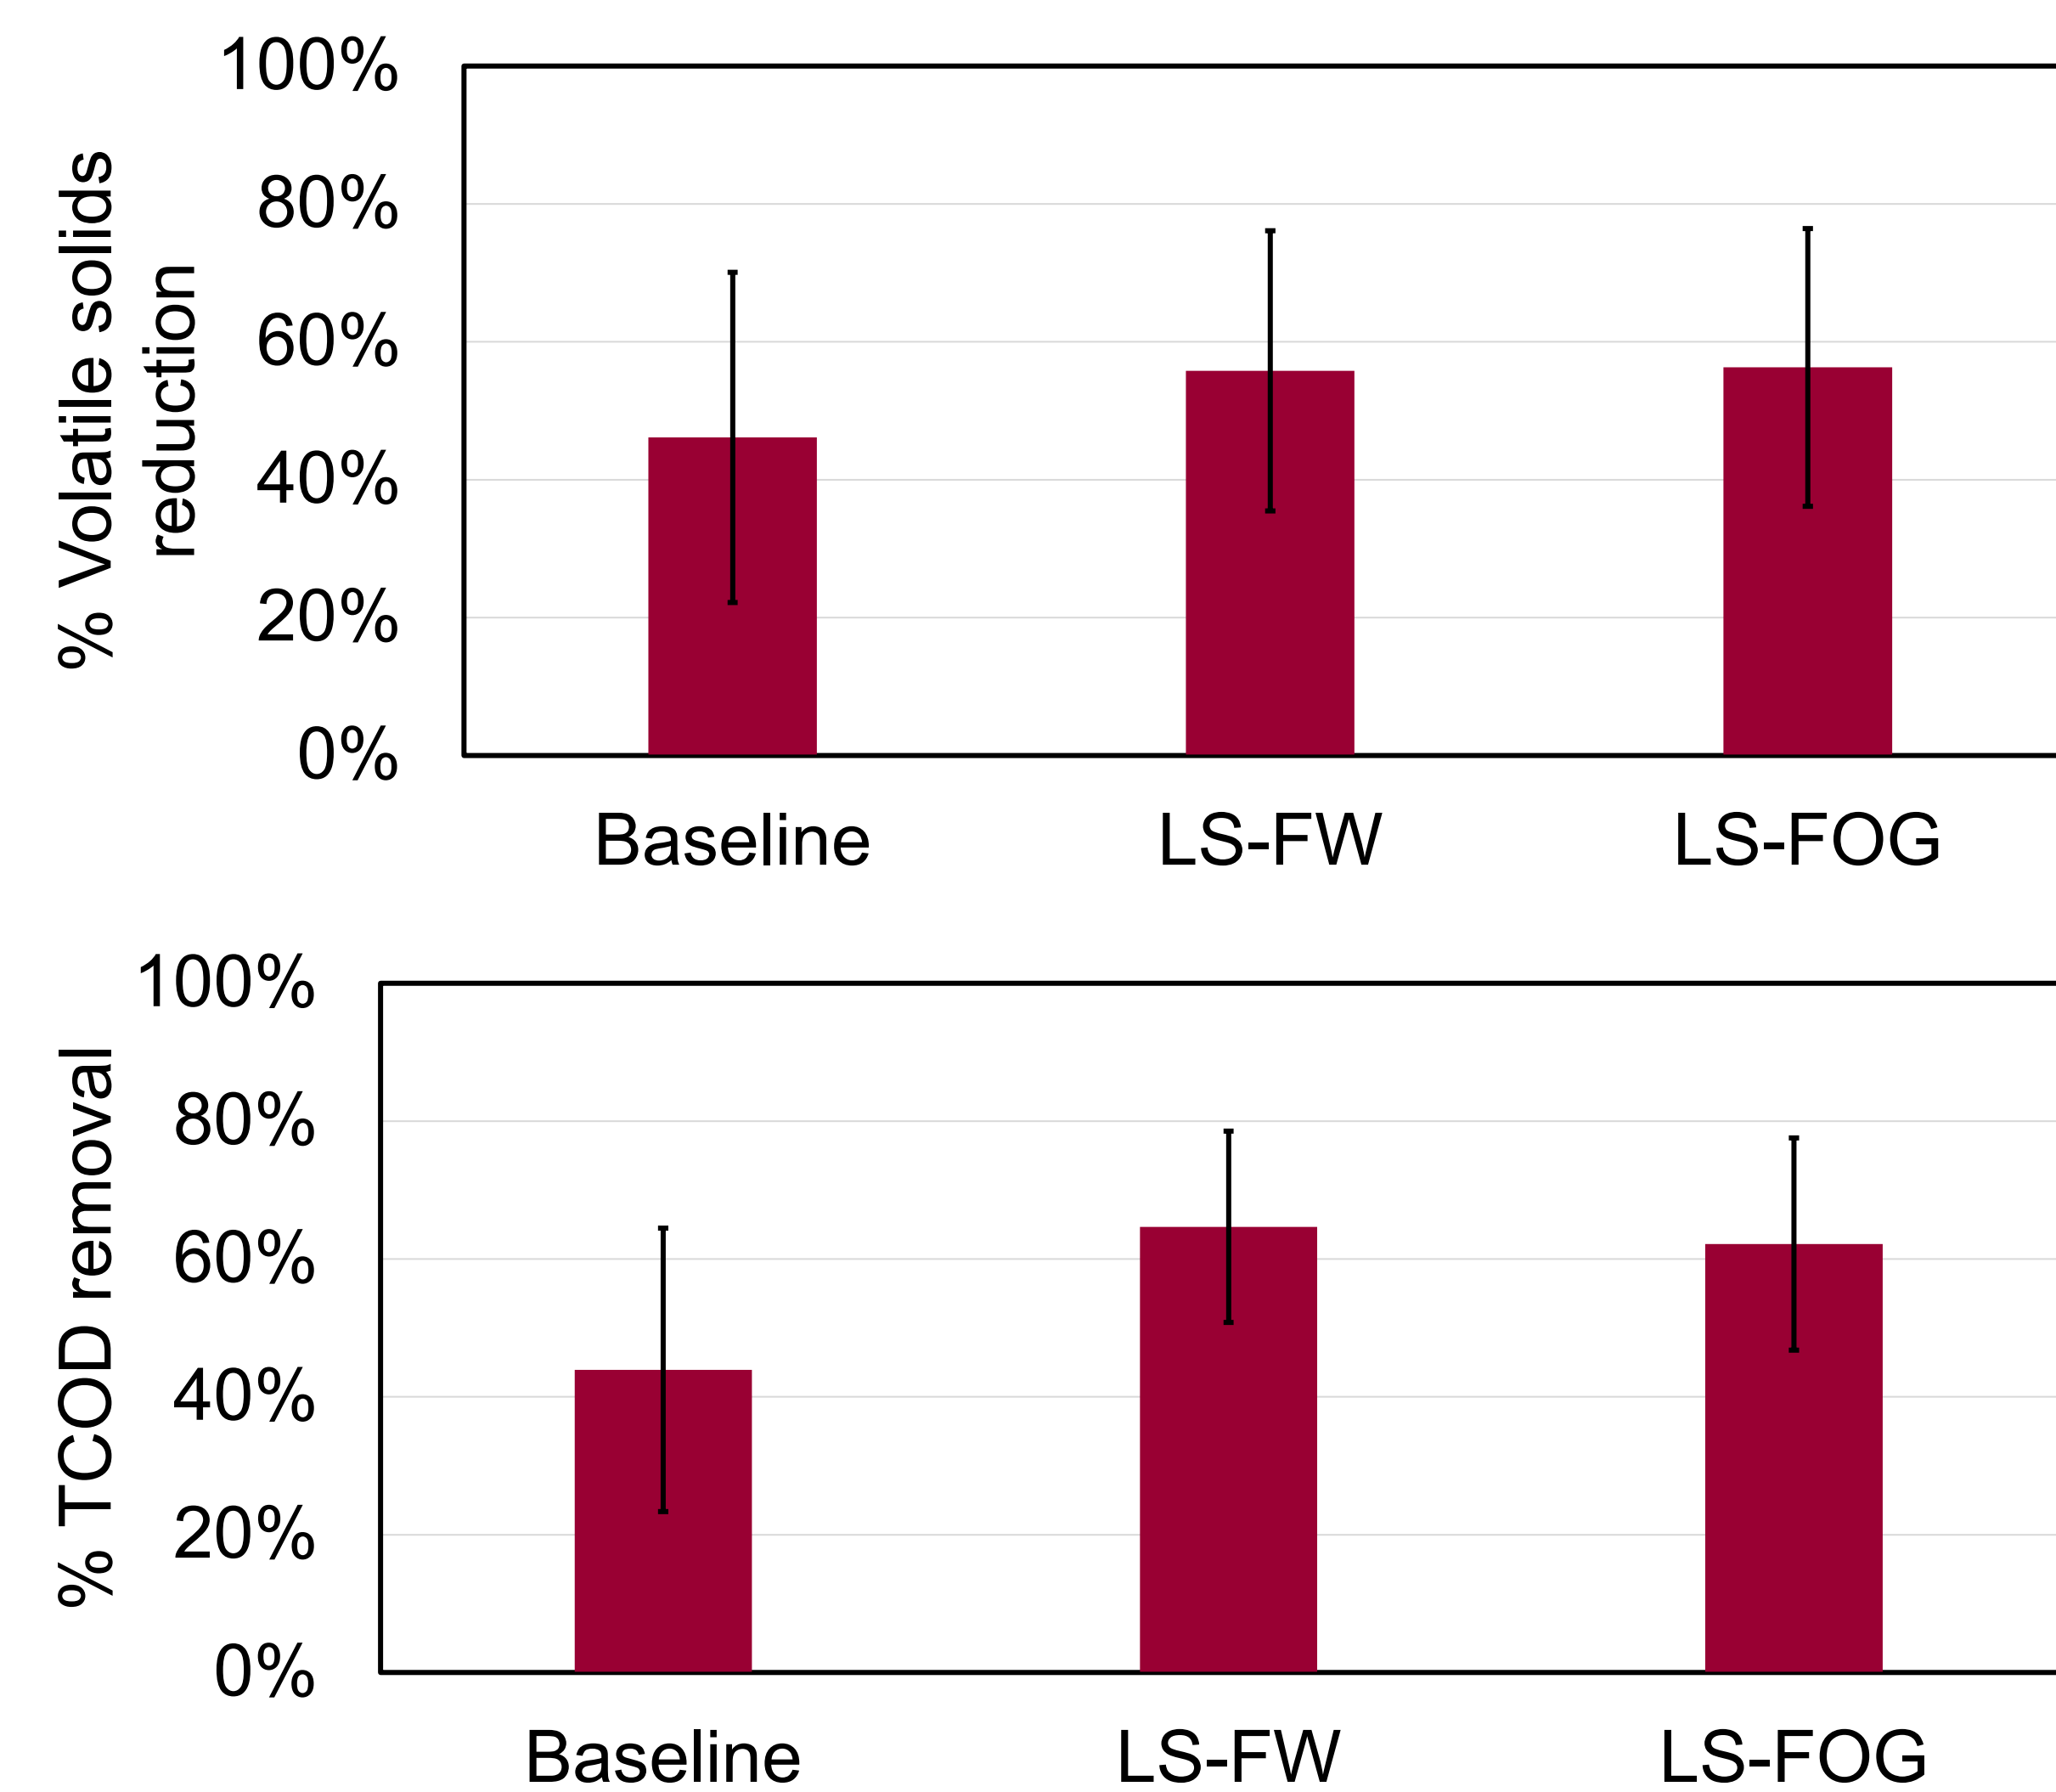 % Volatile solids
reduction
100%
80%
60%
40%
20%
0%
Baseline LS-FW LS-FOG
% TCOD removal
100%
80%
60%
40%
20%
0%
Baseline LS-FW LS-FOG